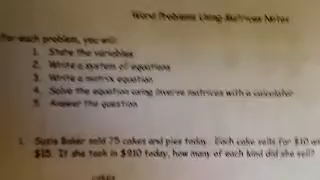 Word Problems Using Matrices Notes
For each problem, you will:
1. State the variables
2. Write a system of equations
3. Write a matrix equation
4. Solve the equation using inverse matrices with a calculator
5. Answer the question
1. Suzie Baker sold 75 cakes and pies today. Each cake sells for $10 an
$15. If she took in $910 today, how many of each kind did she sell?
cakes